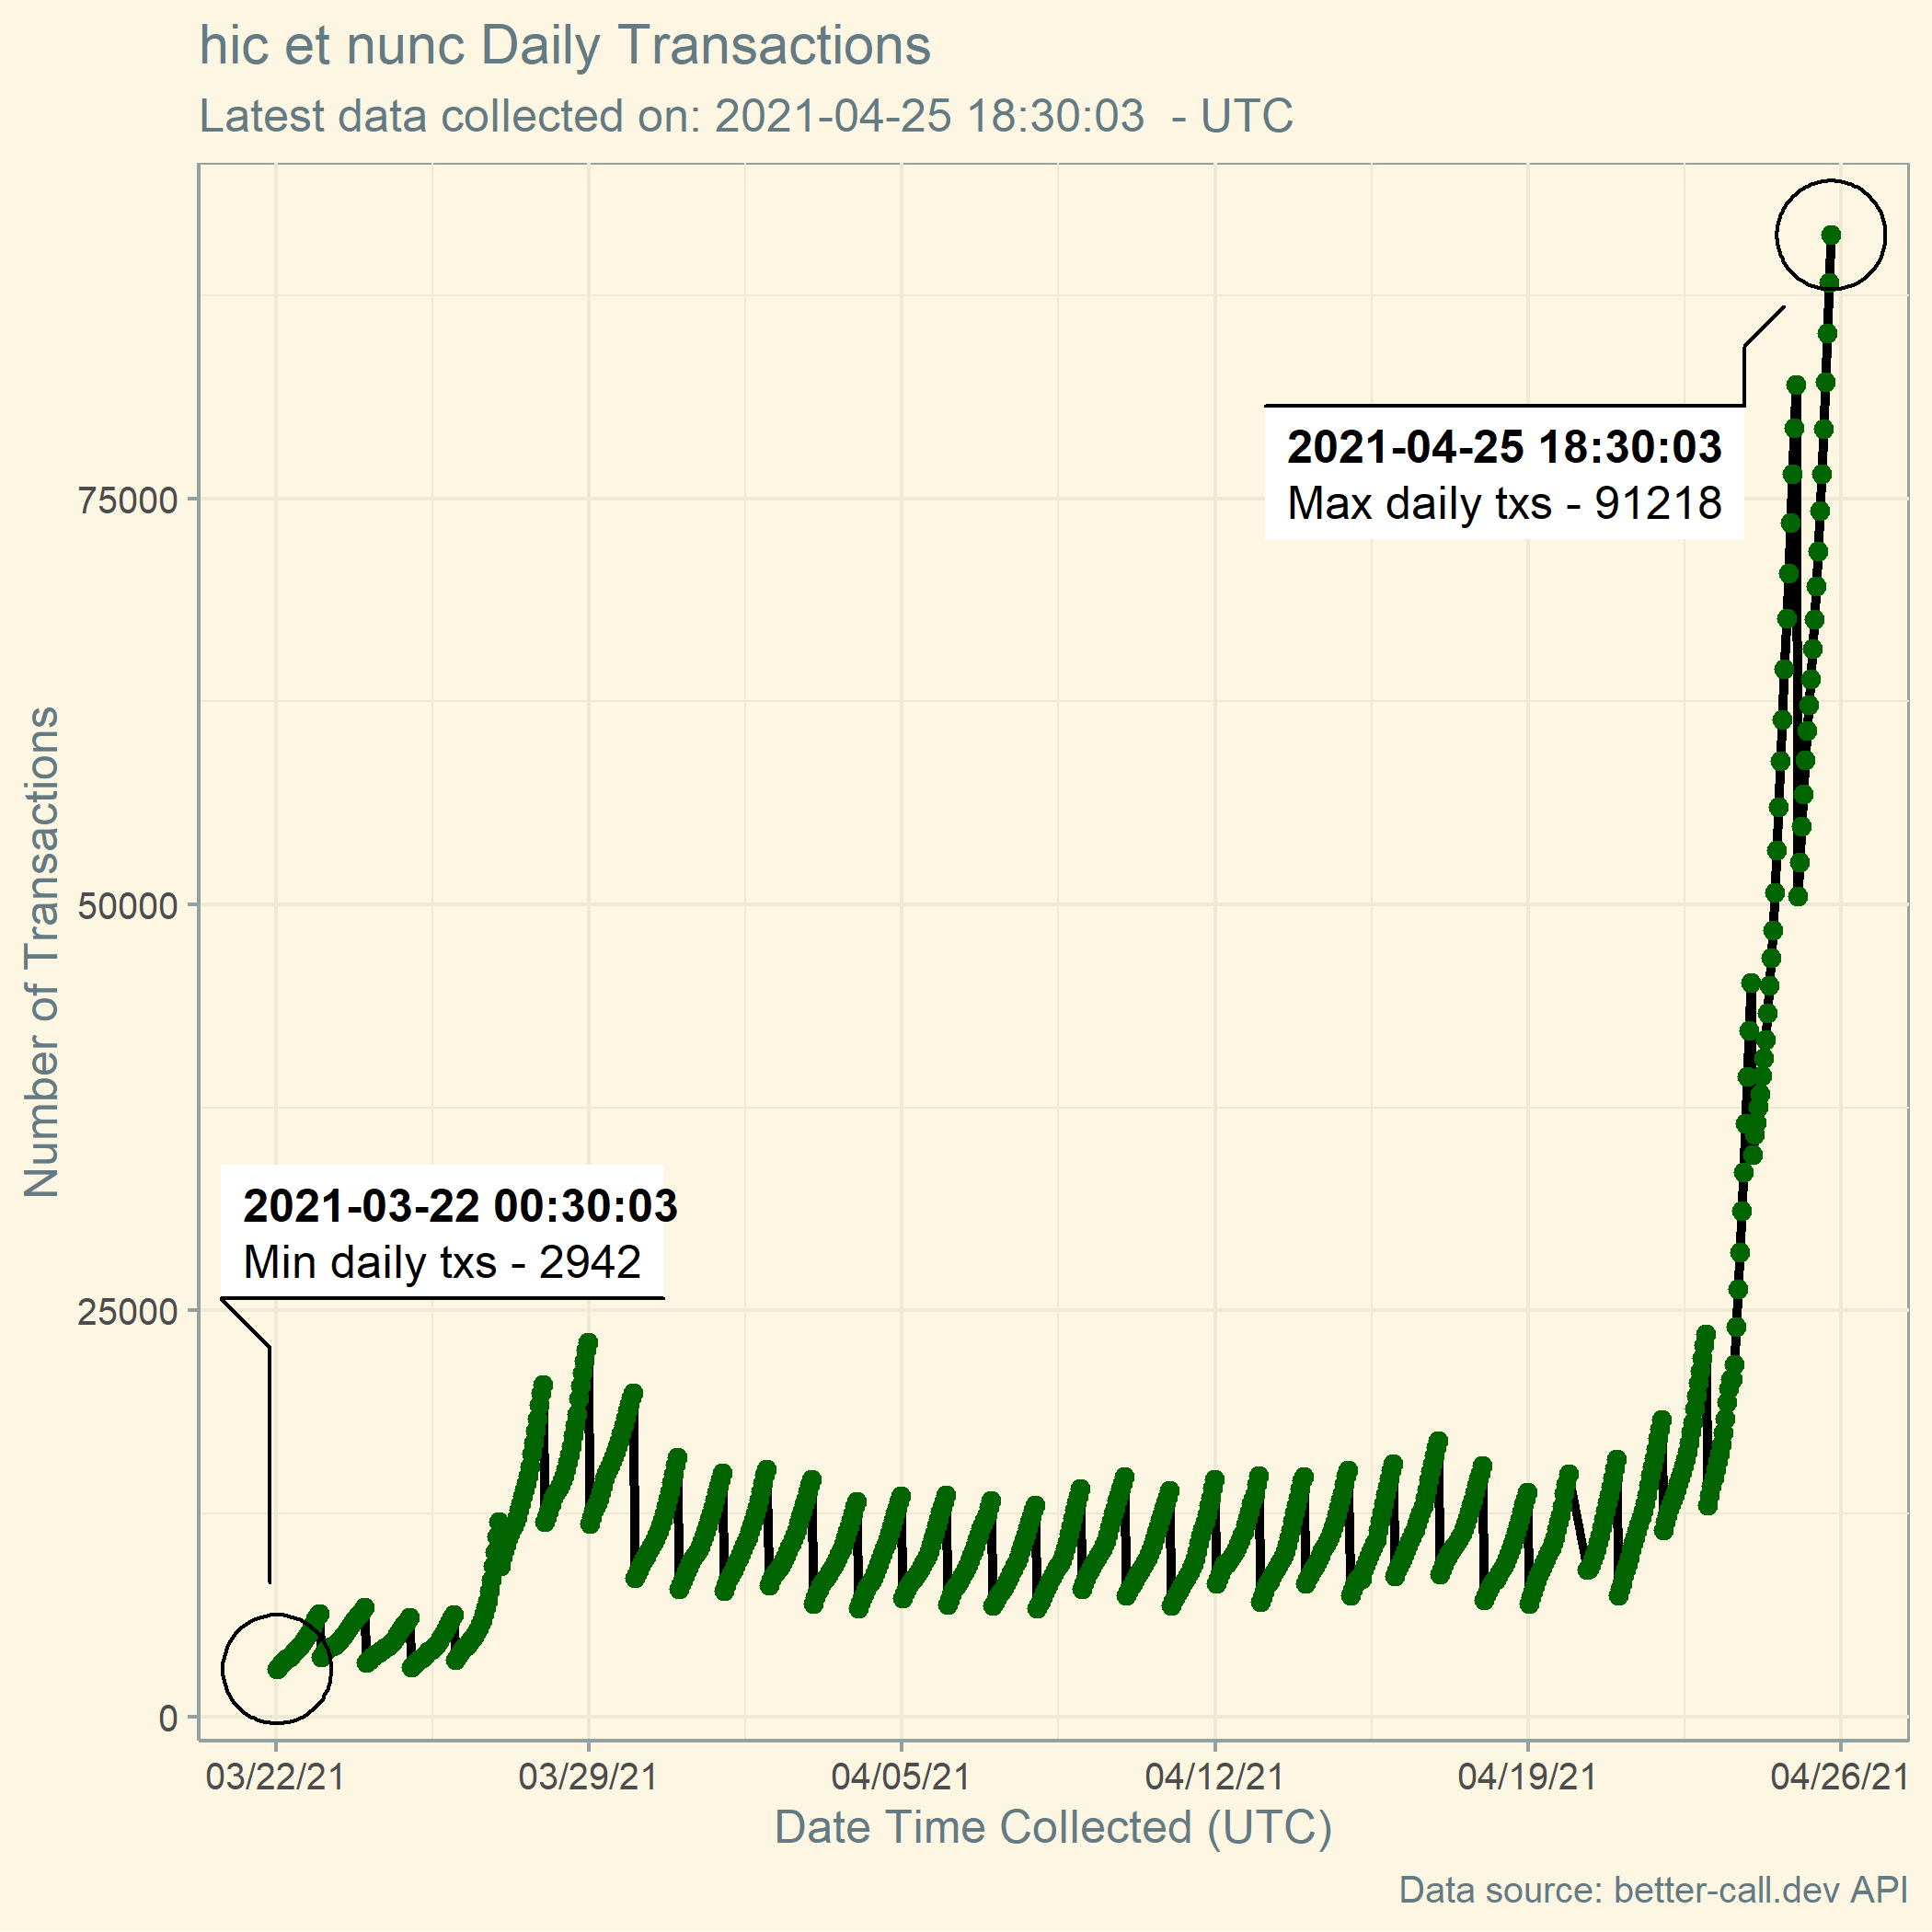 hic et nunc Daily Transactions
Latest data collected on: 2021-04-25 18:30:03  - UTC
Number of Transactions
75000
50000
25000
0
2021-04-25 18:30:03
Max daily txs - 91218
2021-03-22 00:30:03
Min daily txs - 2942
03/22/21 03/29/21 04/05/21 04/12/21 04/19/21 04/26/21
Date Time Collected (UTC)
Data source: better-call.dev API